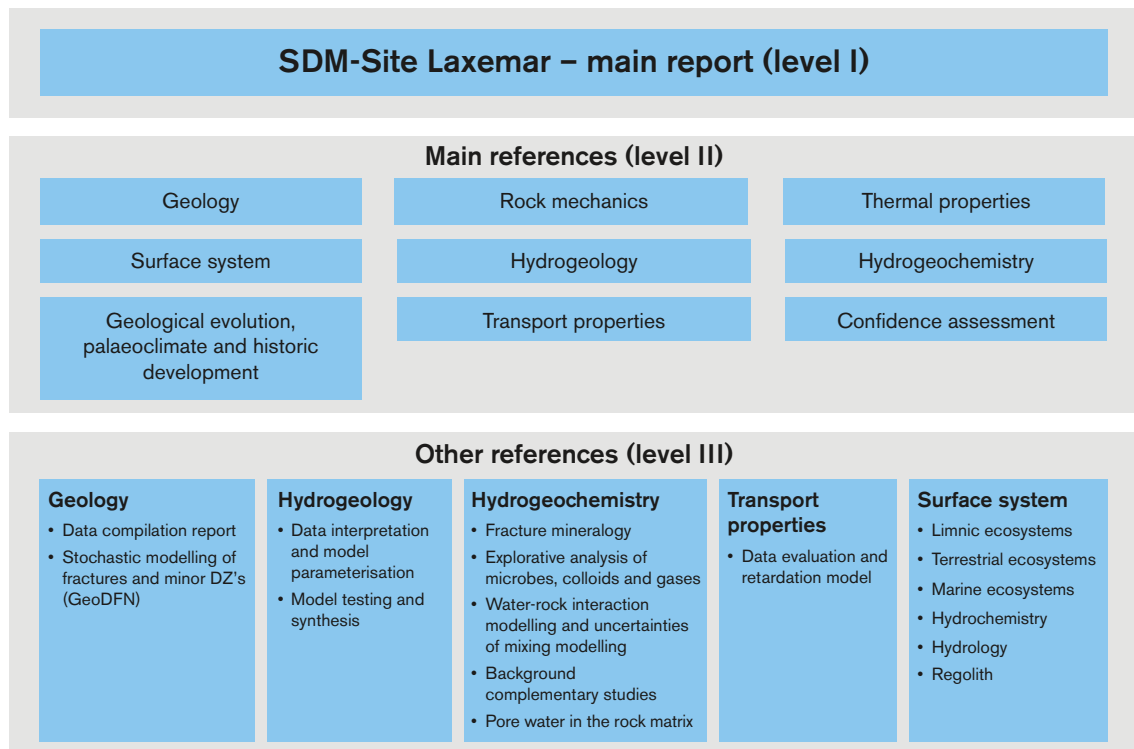 SDM-Site Laxemar – main report (level I)
Main references (level II)
Geology
Rock mechanics
Thermal properties
Surface system
Hydrogeology
Hydrogeochemistry
Geological evolution,
palaeoclimate and historic
development
Transport properties
Confidence assessment
Other references (level III)
Geology
• Data compilation report
• Stochastic modelling of
fractures and minor DZ's
(GeoDFN)
Hydrogeology
• Data interpretation
and model
parameterisation
• Model testing and
synthesis
Hydrogeochemistry
• Fracture mineralogy
• Explorative analysis of
microbes, colloids and gases
• Water-rock interaction
modelling and uncertainties
of mixing modelling
• Background
complementary studies
• Pore water in the rock matrix
Transport
properties
• Data evaluation and
retardation model
Surface system
• Limnic ecosystems
• Terrestrial ecosystems
• Marine ecosystems
• Hydrochemistry
• Hydrology
• Regolith